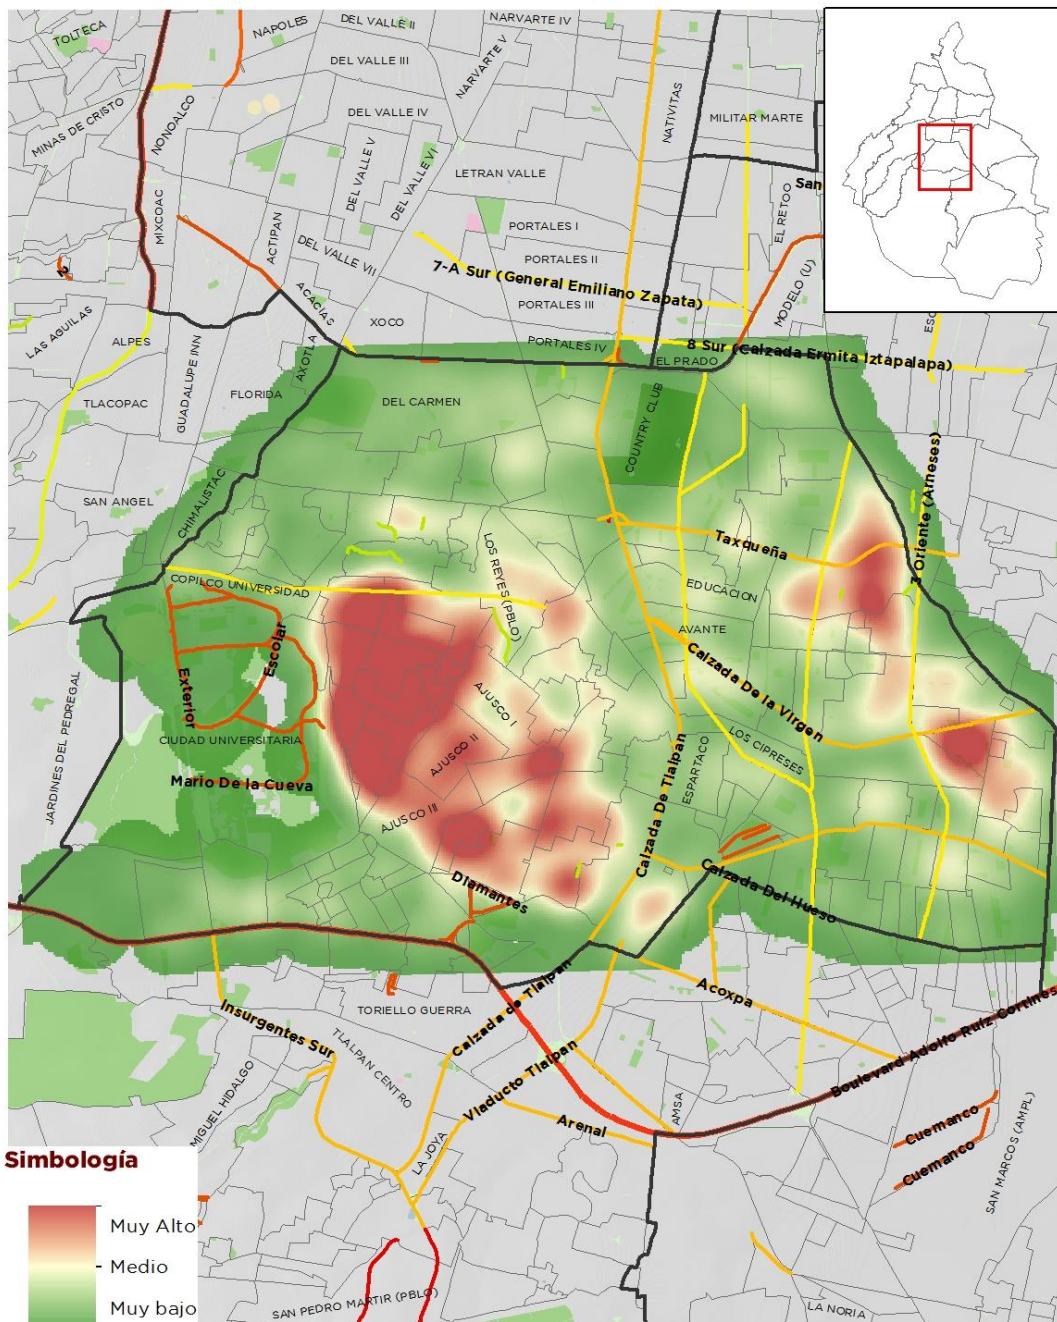 TOLTECA
NAPOLES
DEL VALLE II
NARVARTE IV
DEL VALLE III
NARVARTE V
MINAS DE CRISTO
NONOALCO
DEL VALLE IV
NATIVITAS
MILITAR MARTE
DEL VALLE V
DEL VALLE VI
LETRAN VALLE
San
MIXCOAC
ACTIPAN
PORTALES I
EL RETOO
DEL VALLE VII
PORTALES II
2
7-A Sur (General Emiliano Zapata)
MODELO (U)
ACACIAS
PORTALES III
LAS AGUILAS
ALPES
XOCO
PORTALES IV
8 Sur (Calzada Ermita Iztapalapa)
EL PRADO
GUADALUPE INN
AXOTLA
TLACOPAC
FLORIDA
DEL CARMEN
COUNTRY CLUB
SAN ANGEL
CHIMALISTAC
3 Oriente (Arneses)
Taxqueña
LOS REYES (PBLO)
COPILCO UNIVERSIDAD
EDUCACION
AVANTE
Escolar
Exterior
Calzada De la Virgen
JARDINES DEL PEDREGAL
AJUSCO I
CIUDAD UNIVERSITARIA
AJUSCO II
LOS CIPRESES
Mario De la Cueva
ESPARTACO
Calzada De Tlalpan
AJUSCO III
Diamantes
Calzada Del Hueso
Acoxpa
Insurgentes Sur
TORIELLO GUERRA
Calzada de Tlalpan
Boulevard Adolfo Ruiz Cortines
TLALPAN CENTRO
Viaducto Tlalpan
MIGUEL HIDALGO
AMSA
Arenal
Cuemanco
LA JOYA
Cuemanco
SAN MARCOS (AMPL)
Simbología
Muy Alto
Medio
Muy bajo
SAN PEDRO MARTIR (PBLO)
LA NORIA